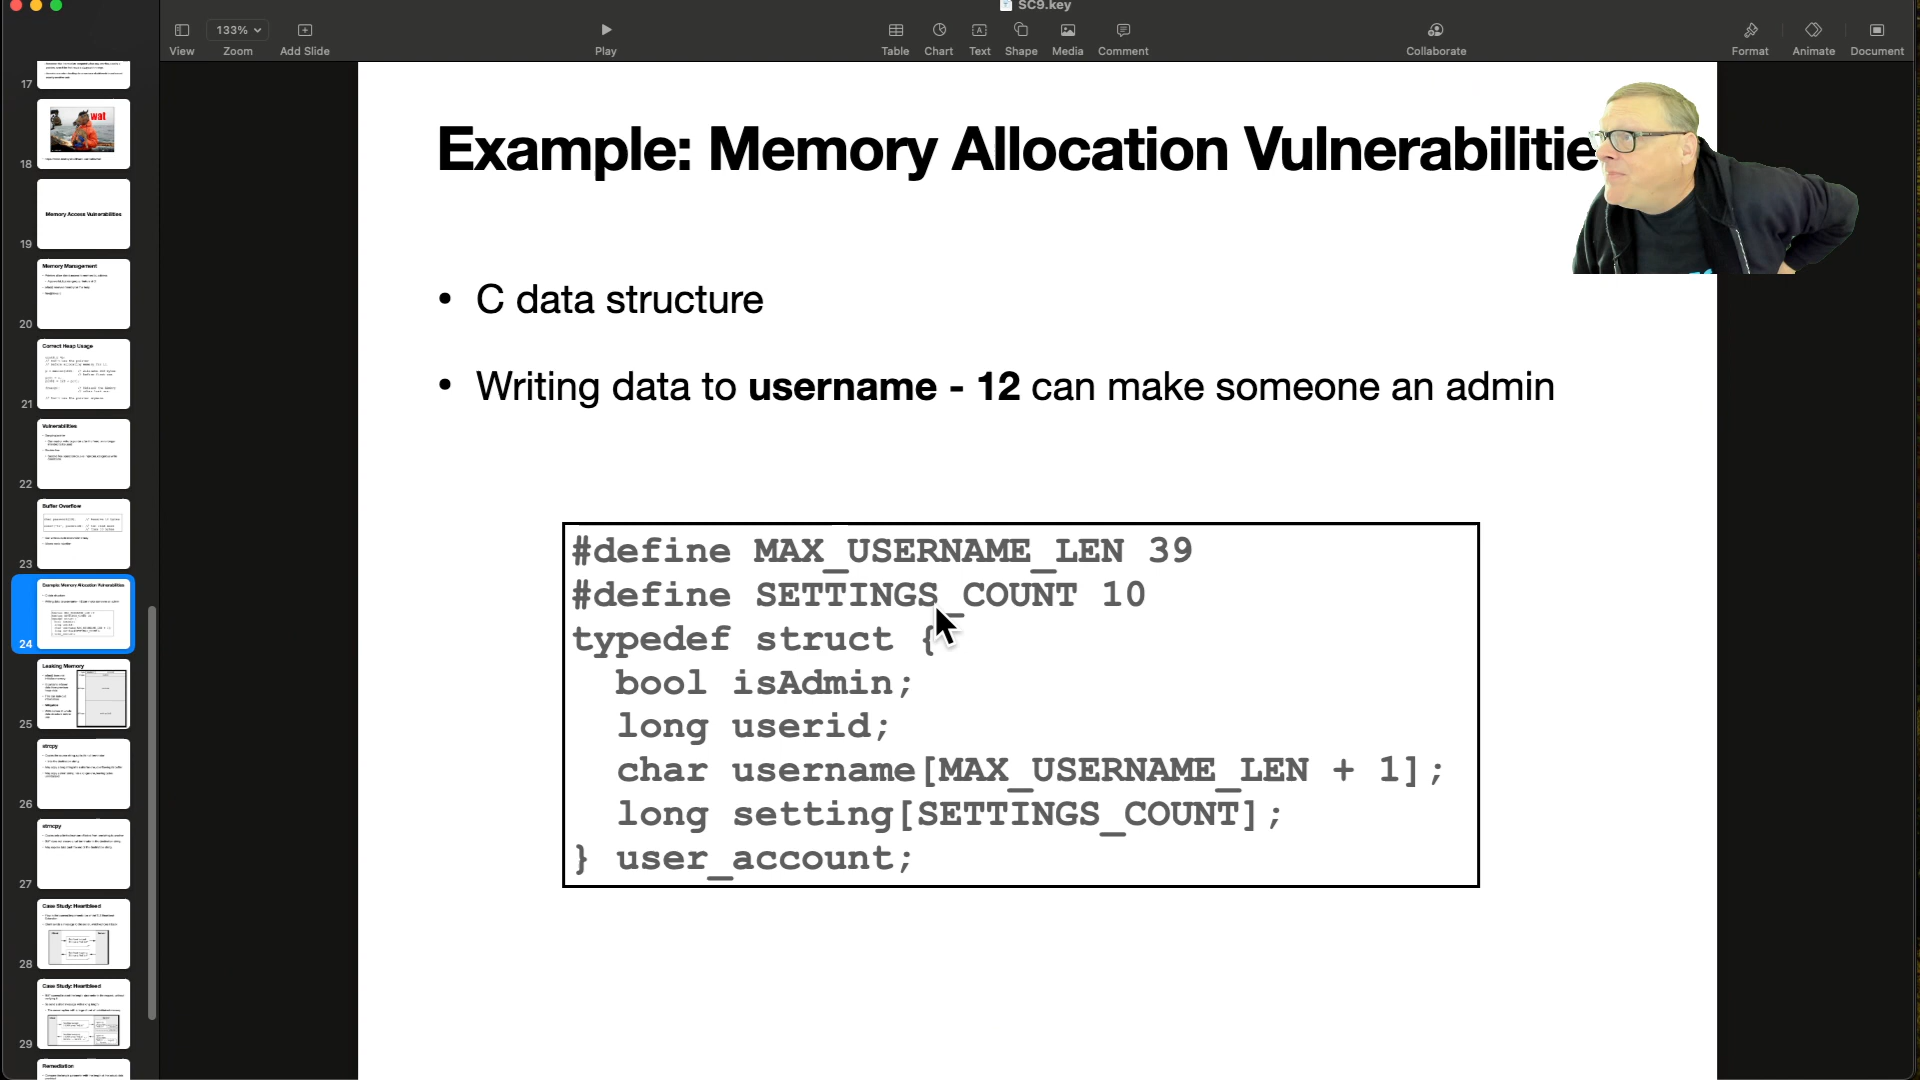 SC9.key
133%
View
Zoom
Add Slide
Play
Table
Chart
Text
Shape
Media
Comment
Collaborate
Format
Animate
Document
17
wat
18
Memory Access Vulnerabilities
19
Memory Management
20
Correct Heap Usage
21
Vulnerabilities
22
Buffer Overflow
23
Example: Memory Allocation Vulnerabilities
24
Leaking Memory
25
strcpy
26
strncpy
27
Case Study: Heartbleed
28
Case Study: Heartbleed
29
Remediation
Example: Memory Allocation Vulnerabilitie
• C data structure
• Writing data to username - 12 can make someone an admin
#define MAX_USERNAME_LEN 39
#define SETTINGS_COUNT 10
typedef struct {
bool isAdmin;
long userid;
char username[MAX_USERNAME_LEN + 1];
long setting[SETTINGS_COUNT];
} user_account;